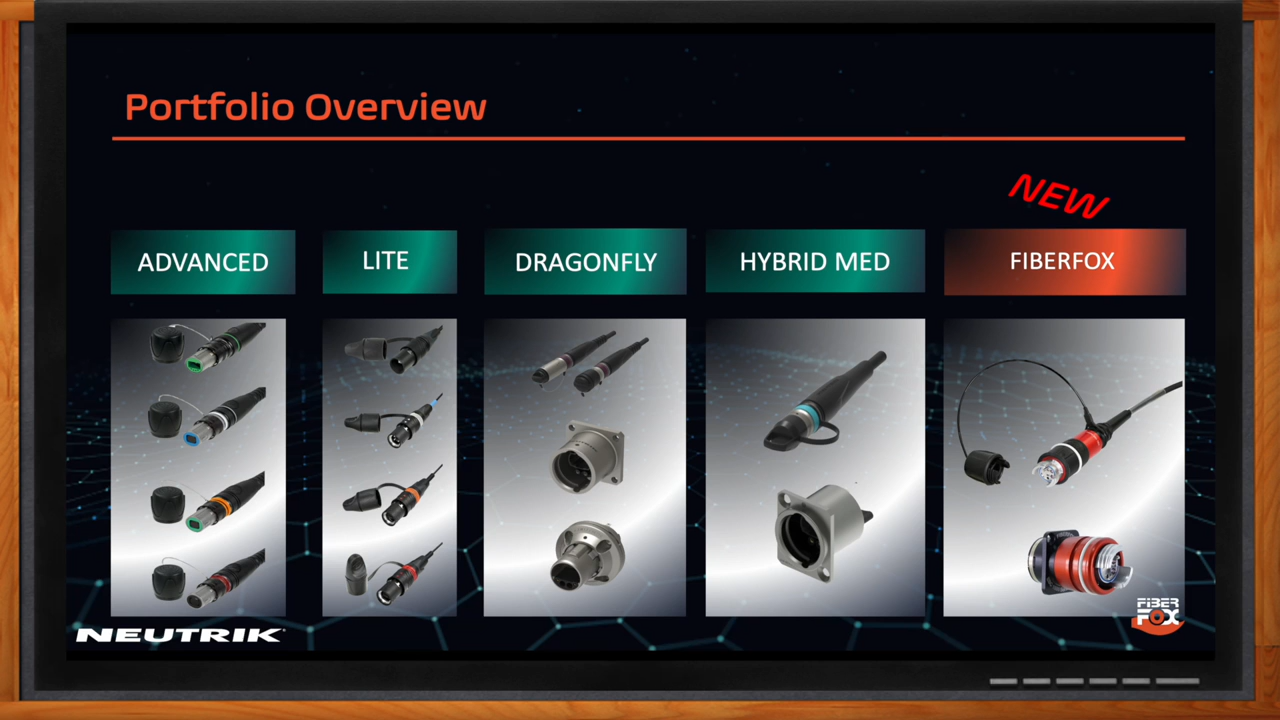 Portfolio Overview
NEW
ADVANCED
LITE
DRAGONFLY
HYBRID MED
FIBERFOX
NEUTRIK
FIBER
FOX